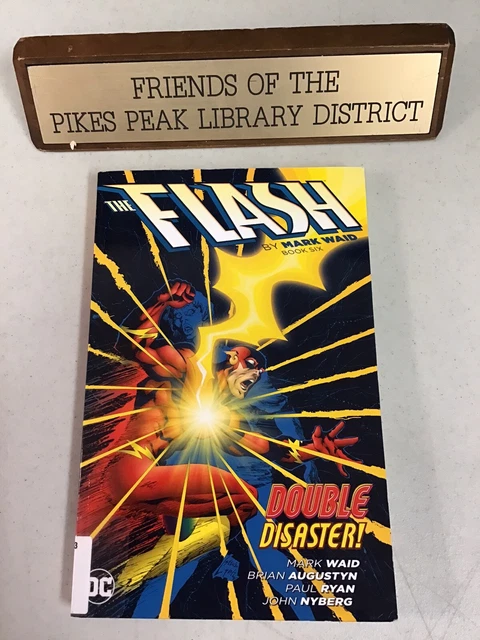 FRIENDS OF THE
PIKES PEAK LIBRARY DISTRICT
THE FLASH
BY MARK WAID
BOOK SIX
DOUBLE
DISASTER!
MARK WAID
BRIAN AUGUSTYN
PAUL RYAN
JOHN NYBERG
DC